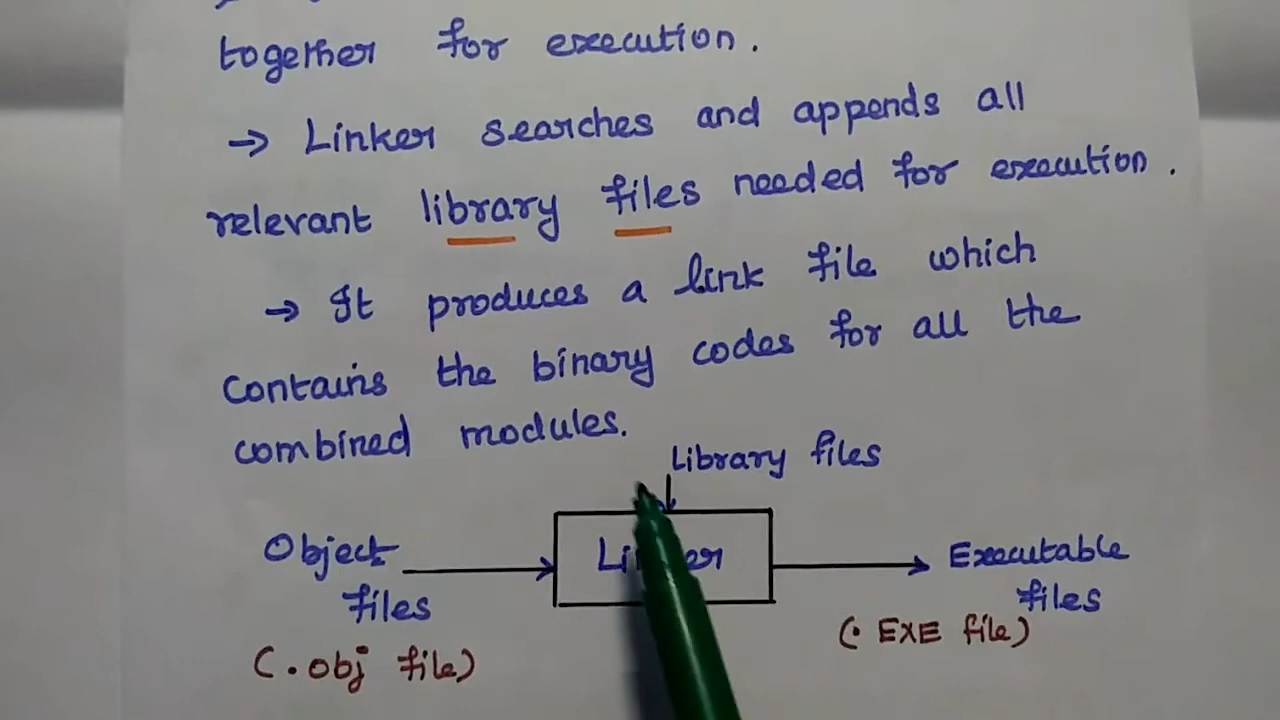 together for execution.
→ Linker searches and appends all
relevant library files needed for execution.
→ It produces a link file which
contains the binary codes for all the
combined modules.
Library files
Object
files
(.obj file)
Linker
Executable
files
(.EXE file)